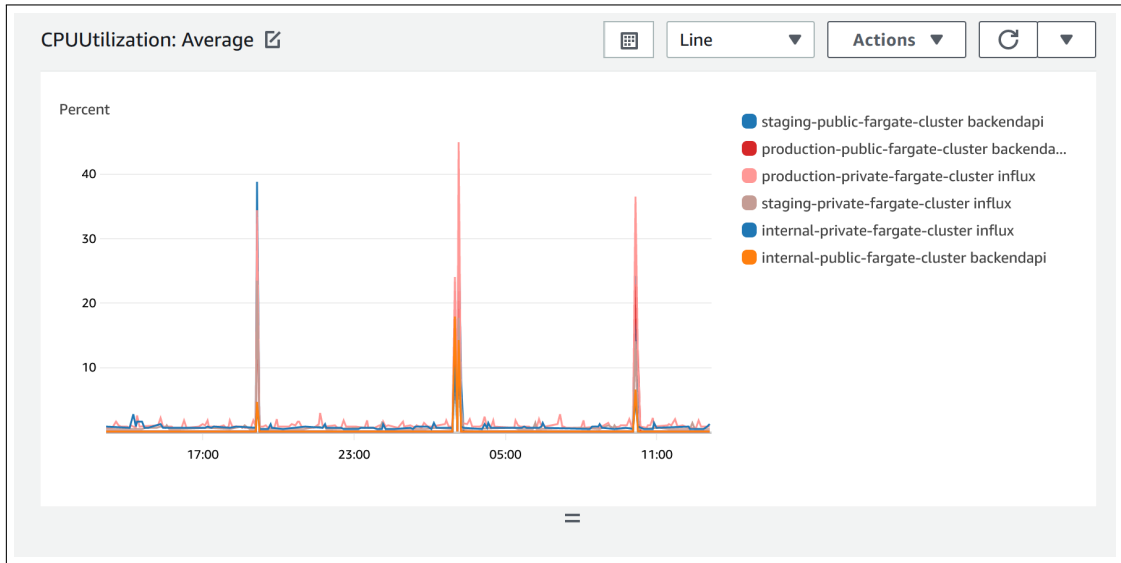 CPUUtilization: Average
Line
Actions
Percent
40
30
20
10
17:00
23:00
05:00
11:00
staging-public-fargate-cluster backendapi
production-public-fargate-cluster backenda...
production-private-fargate-cluster influx
staging-private-fargate-cluster influx
internal-private-fargate-cluster influx
internal-public-fargate-cluster backendapi